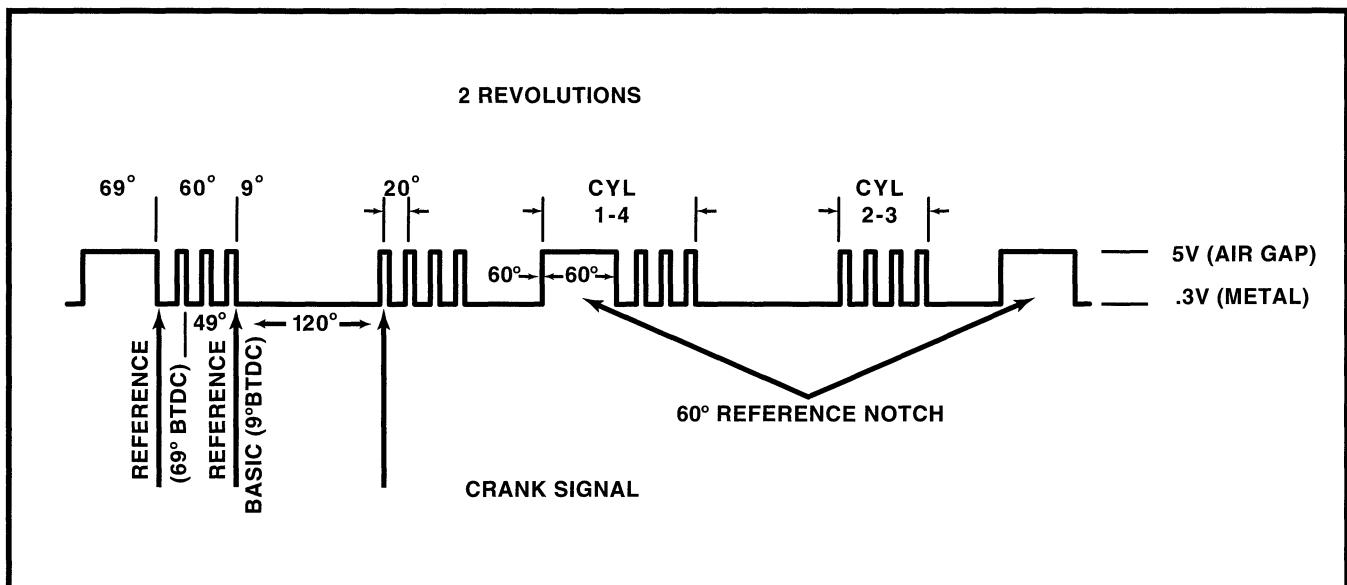 2 REVOLUTIONS
69° 60° 9° 20° CYL CYL
1-4 2-3
5V (AIR GAP)
60° 60°
.3V (METAL)
49° 120°
REFERENCE
(69° BTDC)
REFERENCE
BASIC (9°BTDC)
60° REFERENCE NOTCH
CRANK SIGNAL